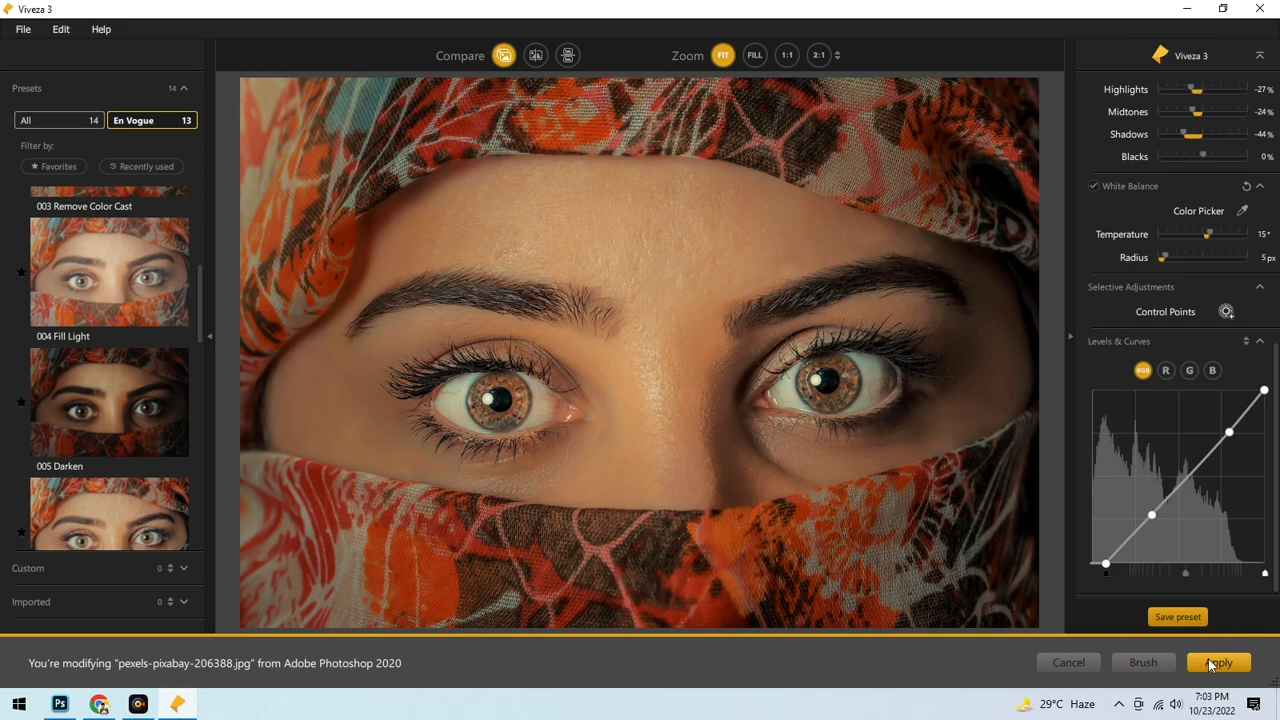 Viveza 3
File Edit Help
Compare
Zoom FIT FILL 1:1 2:1
Viveza 3
Presets 14
All 14 En Vogue 13
Filter by:
Favorites Recently used
003 Remove Color Cast
004 Fill Light
005 Darken
Custom 0
Imported 0
Highlights -27%
Midtones -24%
Shadows -44%
Blacks 0%
White Balance
Color Picker
Temperature 15°
Radius 5 px
Selective Adjustments
Control Points
Levels & Curves
RGB R G B
Save preset
You're modifying "pexels-pixabay-206388.jpg" from Adobe Photoshop 2020
Cancel Brush Apply
Ps
29°C Haze
7:03 PM
10/23/2022